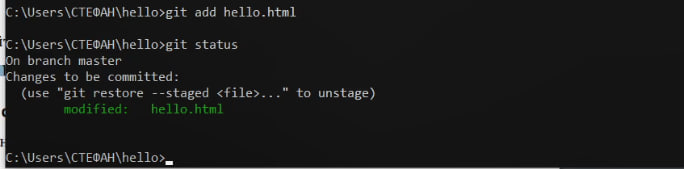 C:\Users\СТЕФАН\hello>git add hello.html
C:\Users\СТЕФАН\hello>git status
On branch master
Changes to be committed:
(use "git restore --staged <file>..." to unstage)
modified: hello.html
C:\Users\СТЕФАН\hello>